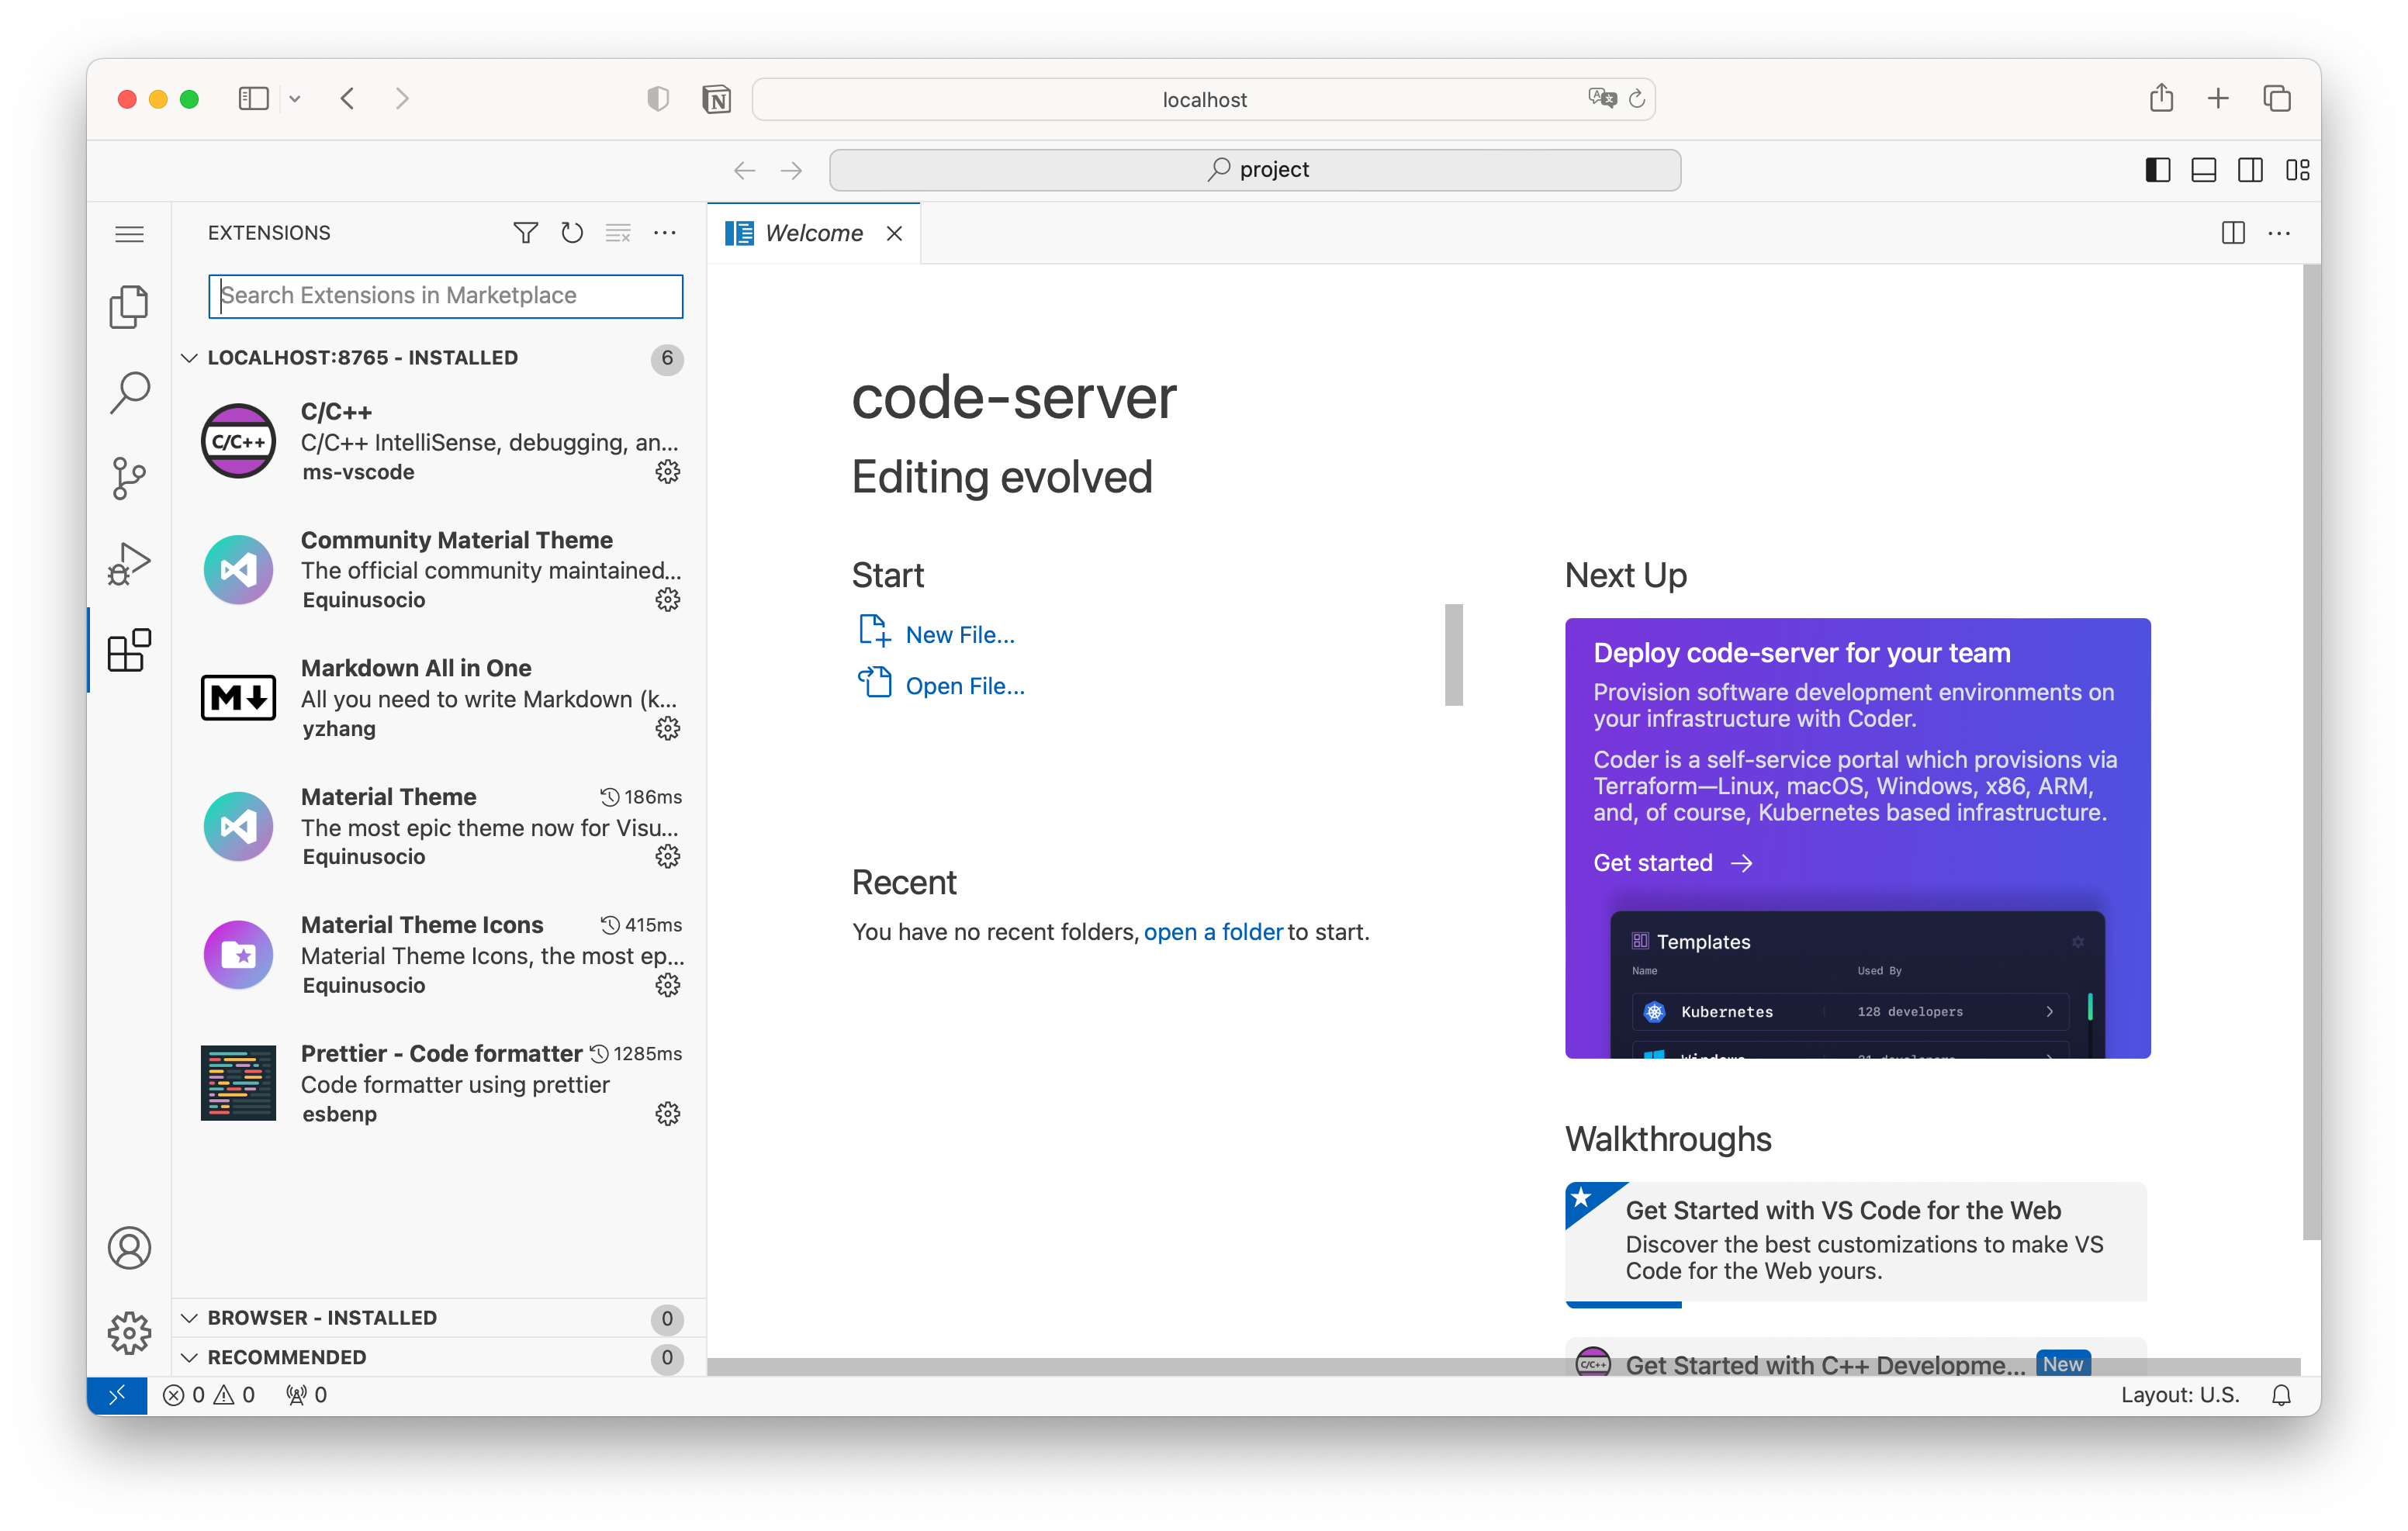 localhost
project
EXTENSIONS
Welcome
Search Extensions in Marketplace
LOCALHOST:8765 - INSTALLED
6
C/C++
C/C++
C/C++ IntelliSense, debugging, an...
ms-vscode
Community Material Theme
The official community maintained...
Equinusocio
M
Markdown All in One
All you need to write Markdown (k...
yzhang
Material Theme
186ms
The most epic theme now for Visu...
Equinusocio
Material Theme Icons
415ms
Material Theme Icons, the most ep...
Equinusocio
Prettier - Code formatter
1285ms
Code formatter using prettier
esbenp
BROWSER - INSTALLED
0
RECOMMENDED
0
code-server
Editing evolved
Start
New File...
Open File...
Recent
You have no recent folders, open a folder to start.
Next Up
Deploy code-server for your team
Provision software development environments on
your infrastructure with Coder.
Coder is a self-service portal which provisions via
Terraform—Linux, macOS, Windows, x86, ARM,
and, of course, Kubernetes based infrastructure.
Get started
Templates
Name
Used By
Kubernetes
128 developers
Walkthroughs
Get Started with VS Code for the Web
Discover the best customizations to make VS
Code for the Web yours.
C/C++
Get Started with C++ Developme...
New
0
0
0
Layout: U.S.